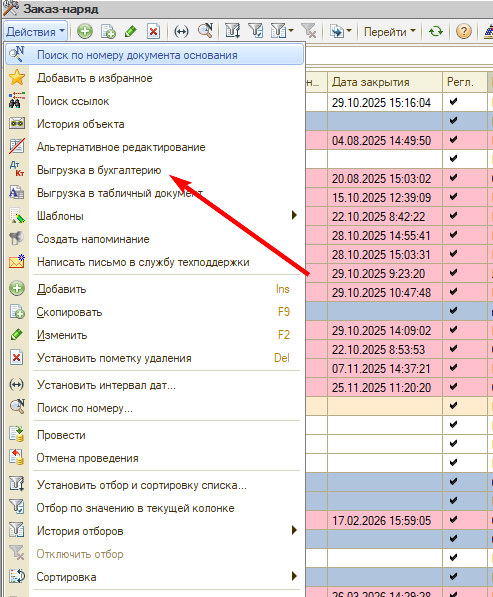 Заказ-наряд
Действия
Перейти
Поиск по номеру документа основания
Добавить в избранное
Поиск ссылок
История объекта
Альтернативное редактирование
Выгрузка в бухгалтерию
Выгрузка в табличный документ
Шаблоны
Создать напоминание
Написать письмо в службу техподдержки
Добавить Ins
Скопировать F9
Изменить F2
Установить пометку удаления Del
Установить интервал дат...
Поиск по номеру...
Провести
Отмена проведения
Установить отбор и сортировку списка...
Отбор по значению в текущей колонке
История отборов
Отключить отбор
Сортировка
ен... Дата закрытия Регл.
29.10.2025 15:16:04
04.08.2025 14:49:50
20.08.2025 15:03:02
15.10.2025 12:39:09
22.10.2025 8:42:22
28.10.2025 14:55:41
28.10.2025 15:03:31
29.10.2025 9:23:20
29.10.2025 10:47:48
29.10.2025 14:09:02
22.10.2025 8:53:53
07.11.2025 14:37:21
25.11.2025 11:20:20
17.02.2026 15:59:05
26.03.2026 14:29:28